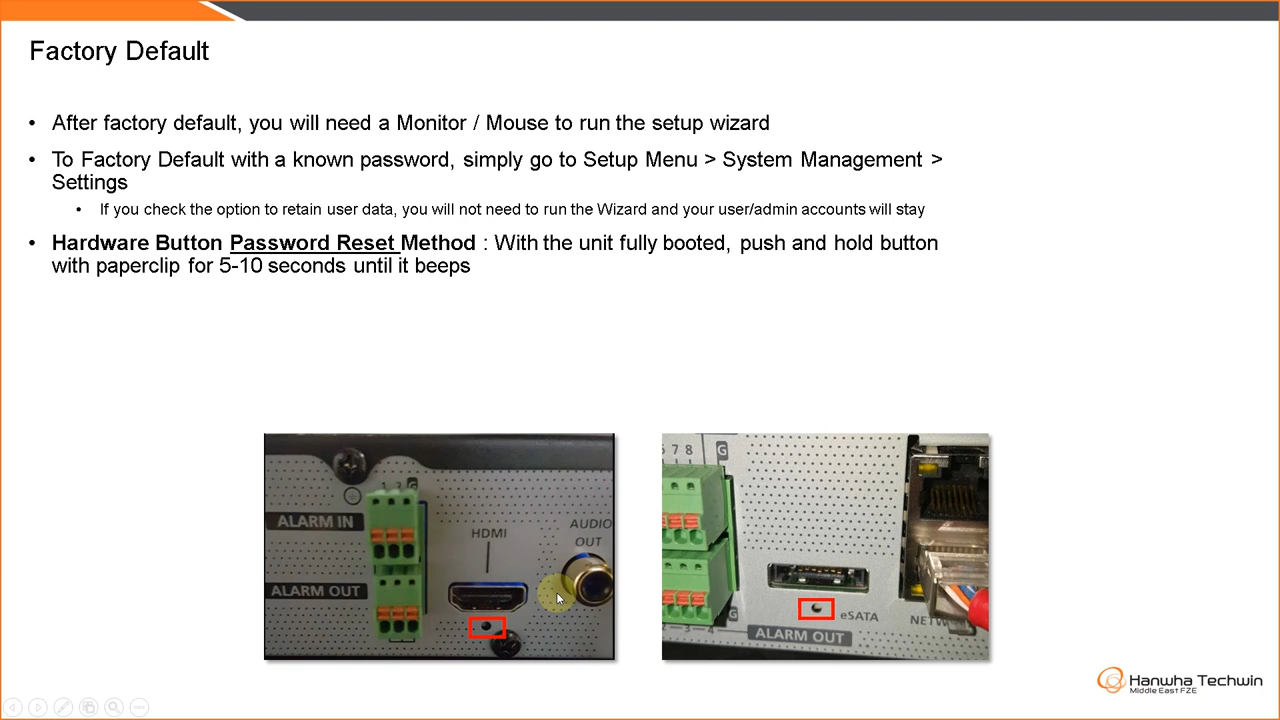 Factory Default
• After factory default, you will need a Monitor / Mouse to run the setup wizard
• To Factory Default with a known password, simply go to Setup Menu > System Management >
Settings
• If you check the option to retain user data, you will not need to run the Wizard and your user/admin accounts will stay
• Hardware Button Password Reset Method : With the unit fully booted, push and hold button
with paperclip for 5-10 seconds until it beeps
1 2 G
ALARM IN
HDMI
AUDIO
OUT
ALARM OUT
7 8 G
eSATA
G
3 4
ALARM OUT
Hanwha Techwin
Middle East FZE